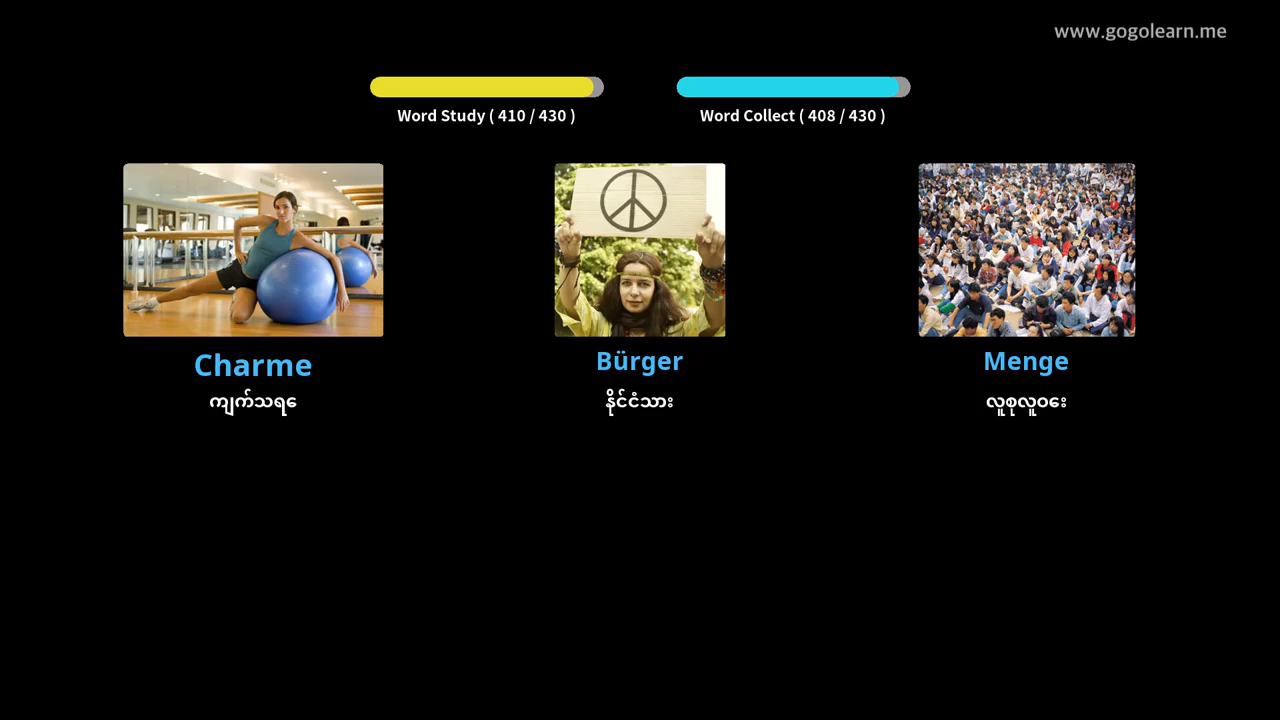 www.gogolearn.me
Word Study ( 410 / 430 )
Word Collect ( 408 / 430 )
Charme
ကျက်သရေ
Bürger
နိုင်ငံသား
Menge
လူစုလူဝေး